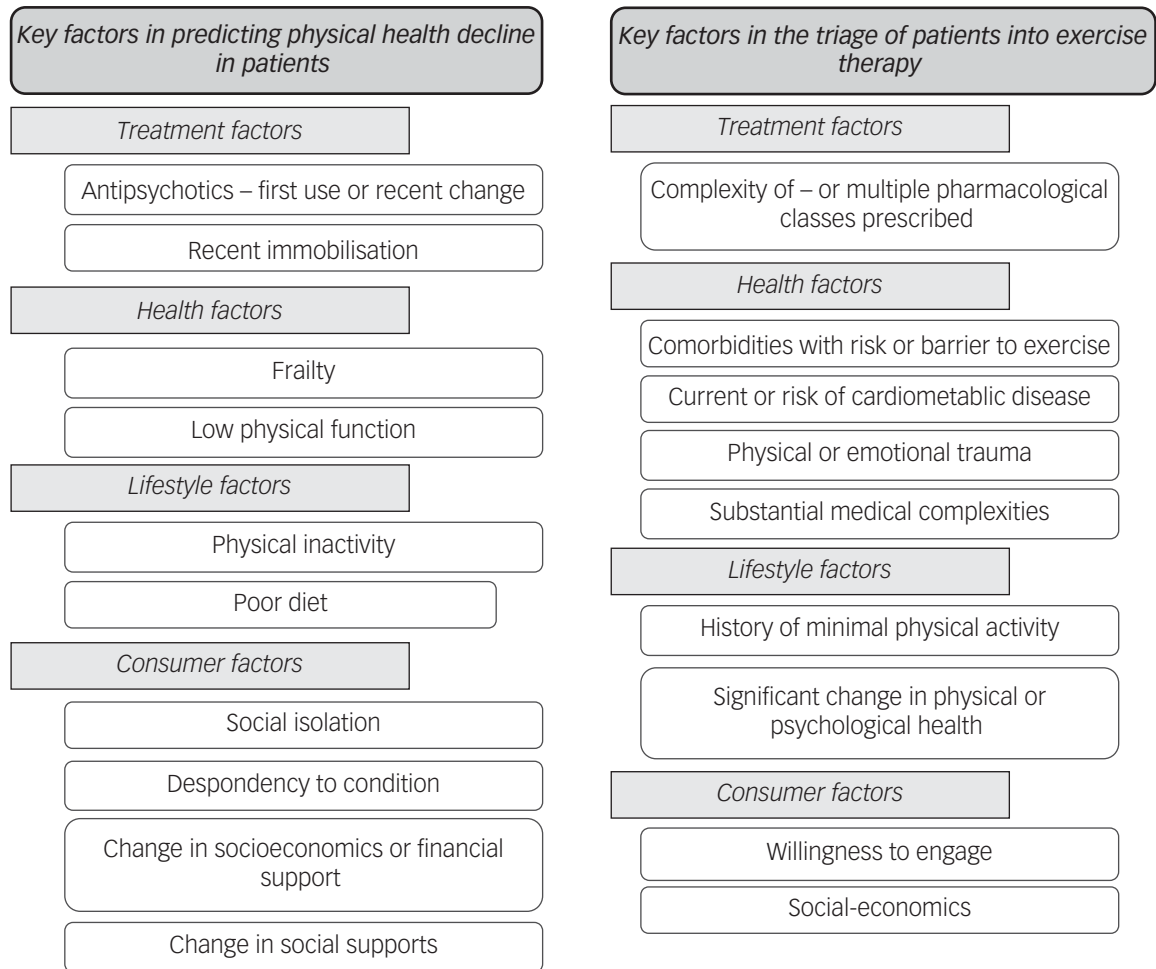 Key factors in predicting physical health decline
in patients
Treatment factors
Antipsychotics – first use or recent change
Recent immobilisation
Health factors
Frailty
Low physical function
Lifestyle factors
Physical inactivity
Poor diet
Consumer factors
Social isolation
Despondency to condition
Change in socioeconomics or financial
support
Change in social supports
Key factors in the triage of patients into exercise
therapy
Treatment factors
Complexity of – or multiple pharmacological
classes prescribed
Health factors
Comorbidities with risk or barrier to exercise
Current or risk of cardiometablic disease
Physical or emotional trauma
Substantial medical complexities
Lifestyle factors
History of minimal physical activity
Significant change in physical or
psychological health
Consumer factors
Willingness to engage
Social-economics